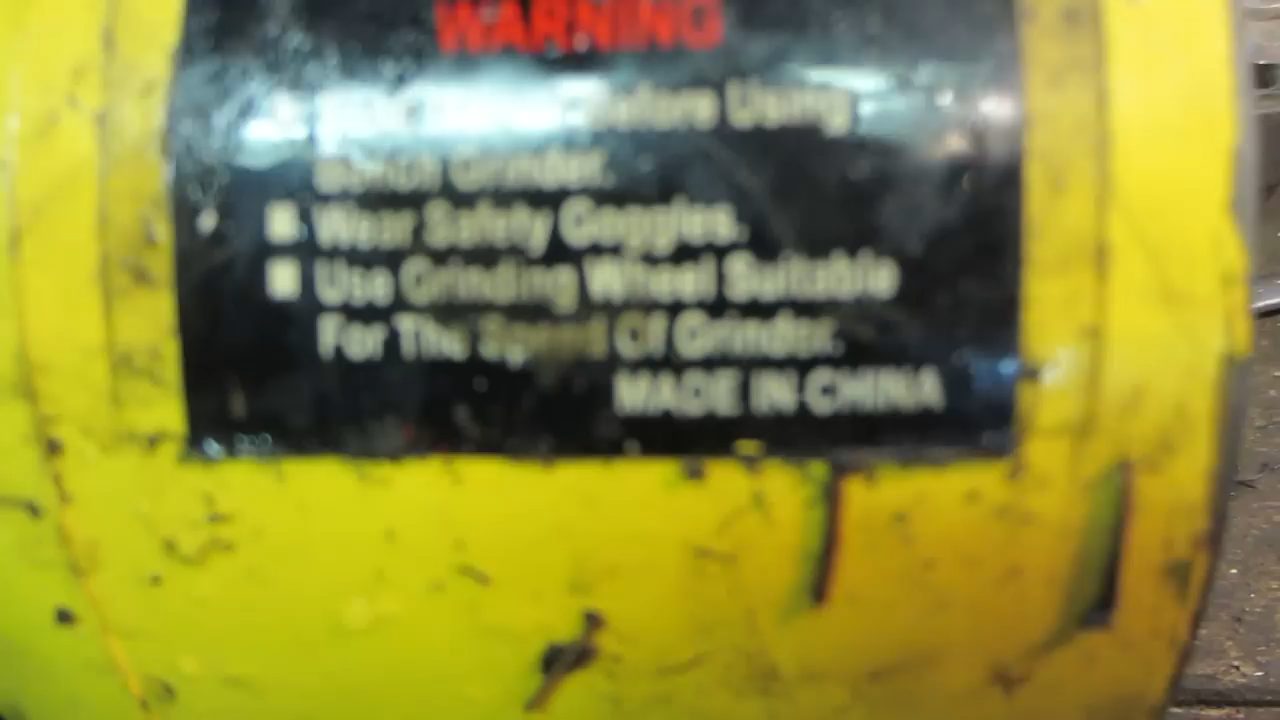 WARNING
Before Using
Bench Grinder.
Wear Safety Goggles.
Use Grinding Wheel Suitable
For The Speed Of Grinder.
MADE IN CHINA